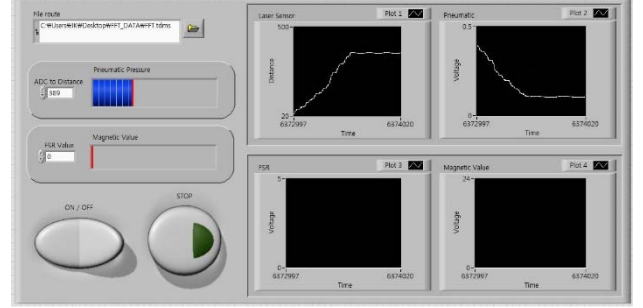 File route
C:₩Users₩IK₩Desktop₩FFT_DATA₩FFT.tdms
Pneumatic Pressure
ADC to Distance
389
Magnetic Value
FSR Value
0
ON / OFF
STOP
Laser Sensor
Plot 1
500
Distance
20
6372997
6374020
Time
Pneumatic
Plot 2
0.5
Voltage
0
6372997
6374020
Time
FSR
Plot 3
5
Voltage
0
6372997
6374020
Time
Magnetic Value
Plot 4
24
Voltage
0
6372997
6374020
Time